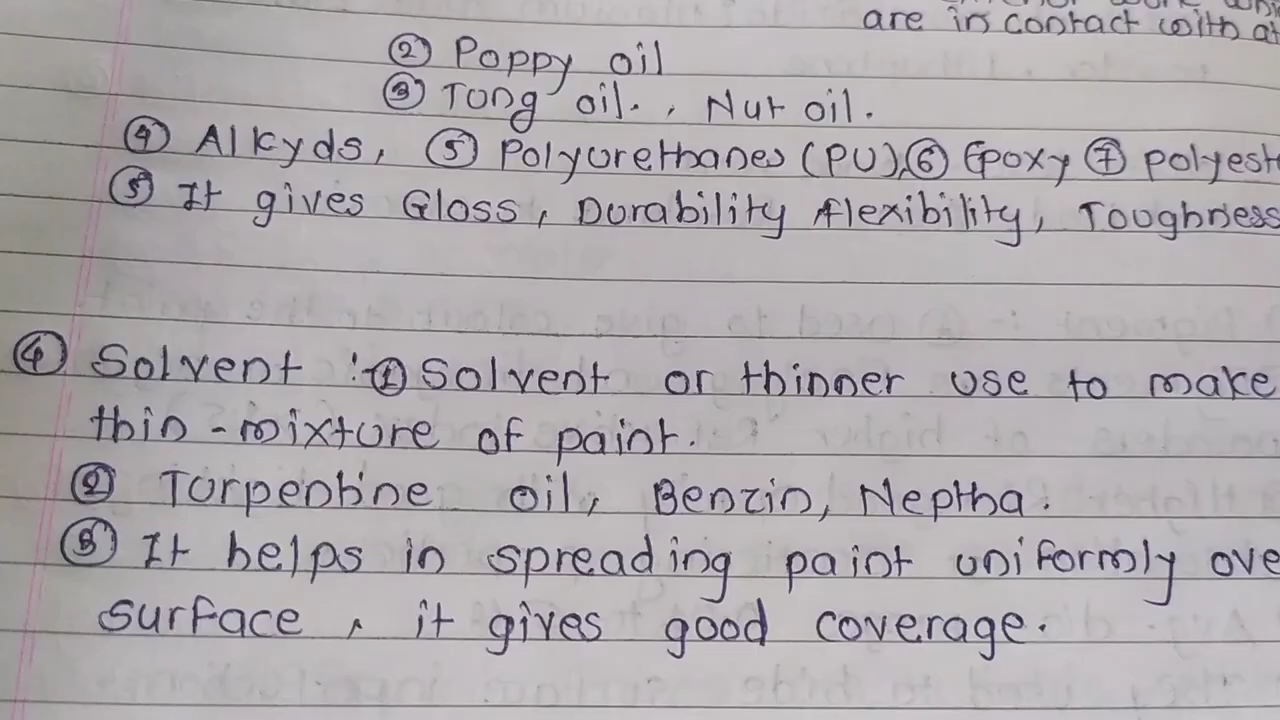 are in contact with at
② Poppy oil
③ Tong oil., Nut oil.
④ Alkyds, ⑤ Polyurethanes (PU), ⑥ Epoxy ⑦ polyest
⑤ It gives Gloss, Durability flexibility, Toughness
④ Solvent :① Solvent or thinner use to make
thin-mixture of paint.
② Turpentine oil, Benzin, Neptha.
③ It helps in spreading paint uniformly ove
surface, it gives good coverage.